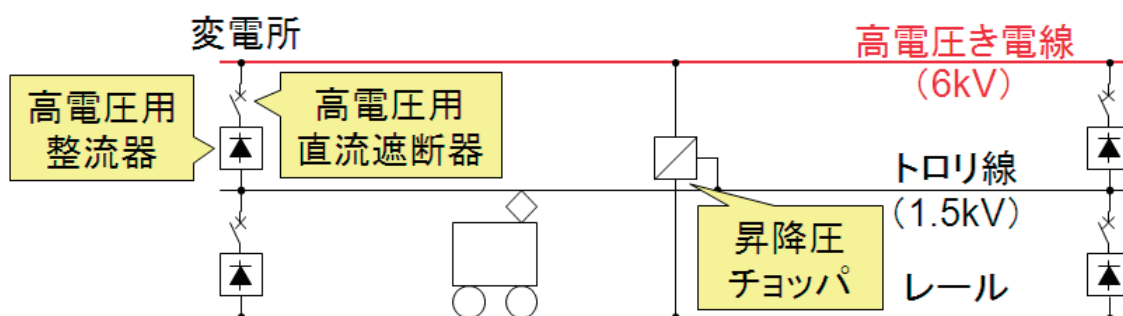 変電所
高電圧き電線
(6kV)
高電圧用
整流器
高電圧用
直流遮断器
トロリ線
(1.5kV)
昇降圧
チョッパ
レール